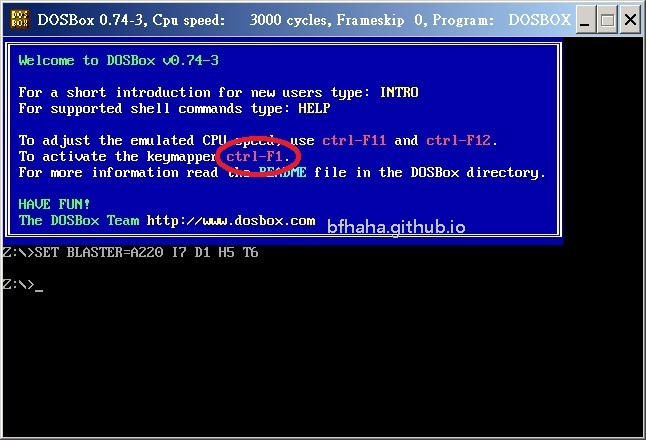 DOSBox 0.74-3, Cpu speed:    3000 cycles, Frameskip  0, Program:   DOSBOX
Welcome to DOSBox v0.74-3
For a short introduction for new users type: INTRO
For supported shell commands type: HELP
To adjust the emulated CPU speed, use ctrl-F11 and ctrl-F12.
To activate the keymapper ctrl-F1.
For more information read the README file in the DOSBox directory.
HAVE FUN!
The DOSBox Team http://www.dosbox.com
bfhaha.github.io
Z:\>SET BLASTER=A220 I7 D1 H5 T6
Z:\>_